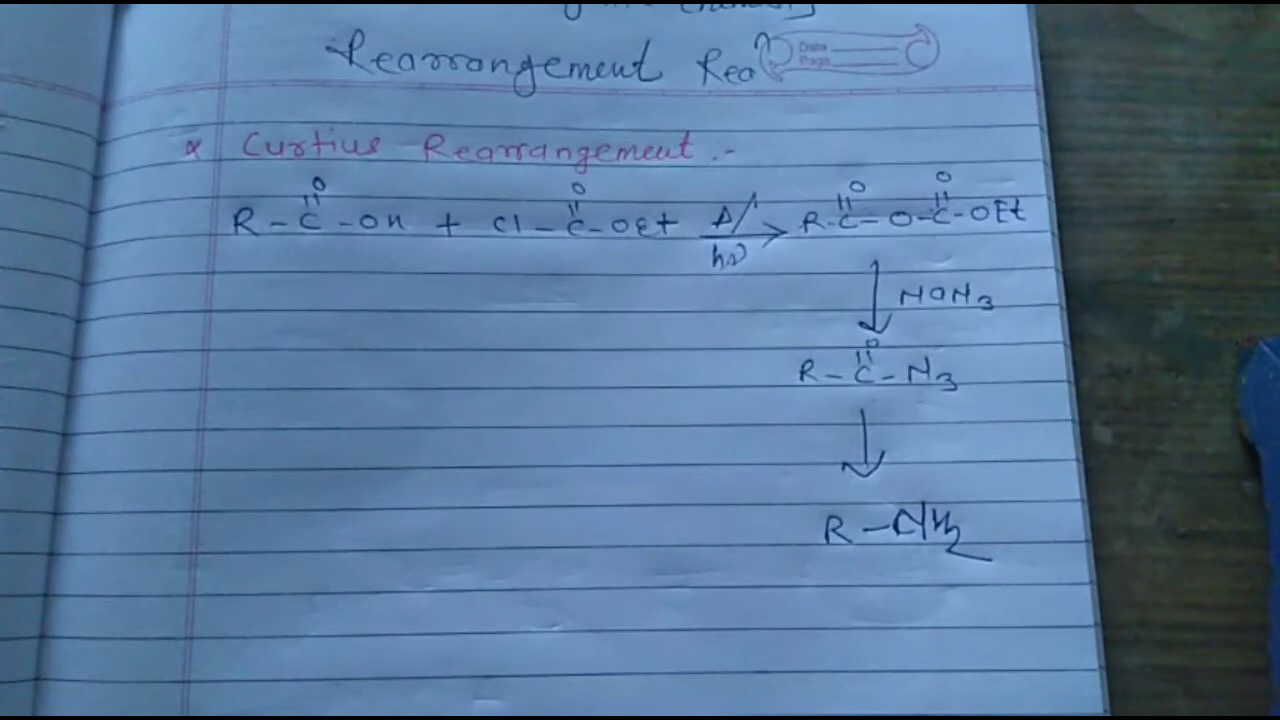 Rearrangement Rea
Date
Page
Curtius Rearrangement.-
O O O O
R-C-OH + Cl-C-OEt Δ/hν → R-C-O-C-OEt
↓ NaN3
O
R-C-N3
↓
R-NH2